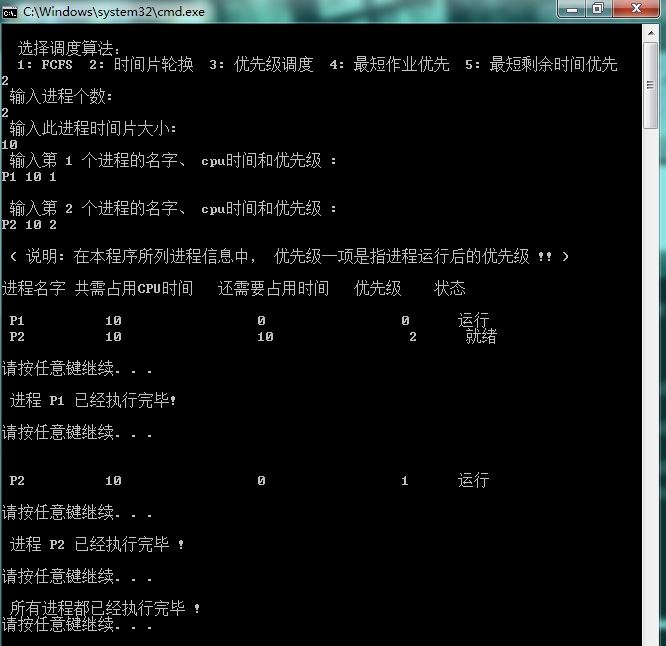 C:\Windows\system32\cmd.exe
选择调度算法:
1: FCFS 2: 时间片轮换 3: 优先级调度 4: 最短作业优先 5: 最短剩余时间优先
2
输入进程个数:
2
输入此进程时间片大小:
10
输入第 1 个进程的名字、 cpu时间和优先级 :
P1 10 1
输入第 2 个进程的名字、 cpu时间和优先级 :
P2 10 2
( 说明: 在本程序所列进程信息中, 优先级一项是指进程运行后的优先级 !! )
进程名字 共需占用CPU时间 还需要占用时间 优先级 状态
P1 10 0 0 运行
P2 10 10 2 就绪
请按任意键继续. . .
进程 P1 已经执行完毕!
请按任意键继续. . .
P2 10 0 1 运行
请按任意键继续. . .
进程 P2 已经执行完毕 !
请按任意键继续. . .
所有进程都已经执行完毕 !
请按任意键继续. . .